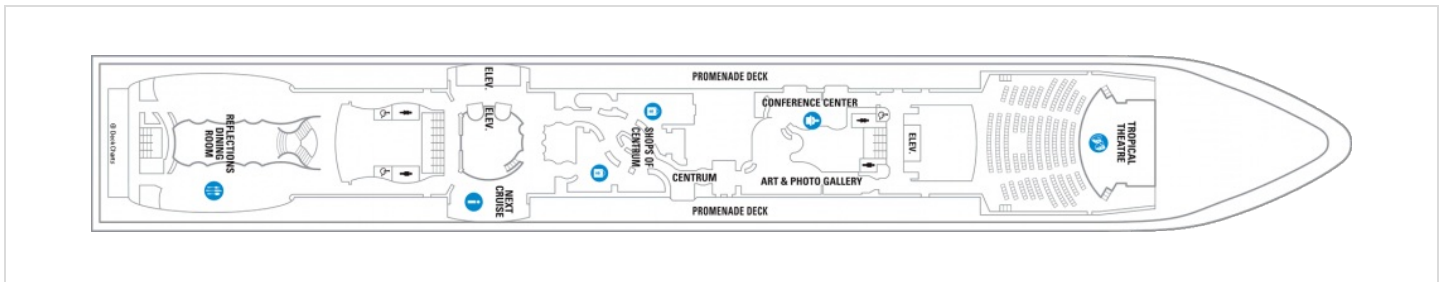 PROMENADE DECK
ELEV.
CONFERENCE CENTER
ELEV.
SHOPS OF
CENTRUM
REFLECTIONS
DINING
ROOM
ELEV.
TROPICAL
THEATRE
CENTRUM
ART & PHOTO GALLERY
NEXT
CRUISE
PROMENADE DECK